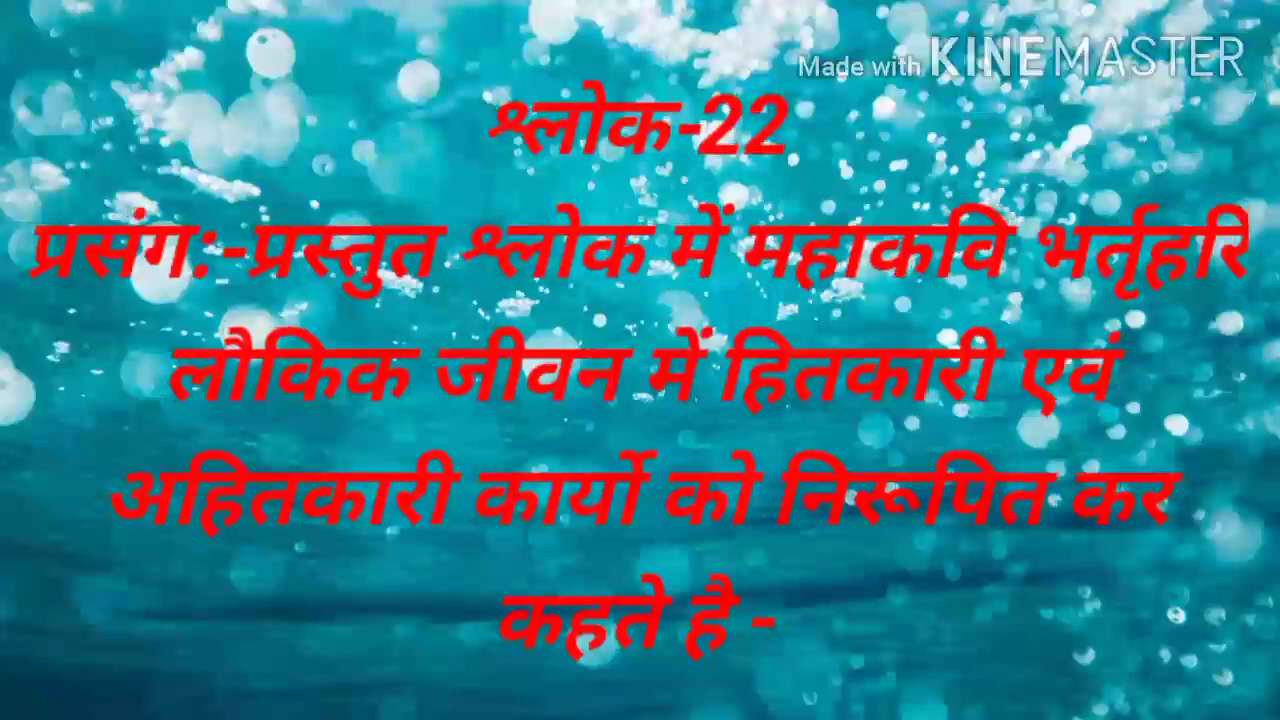 Made with KINEMASTER
श्लोक-22
प्रसंग:-प्रस्तुत श्लोक में महाकवि भर्तृहरि
लौकिक जीवन में हितकारी एवं
अहितकारी कार्यो को निरूपित कर
कहते है -